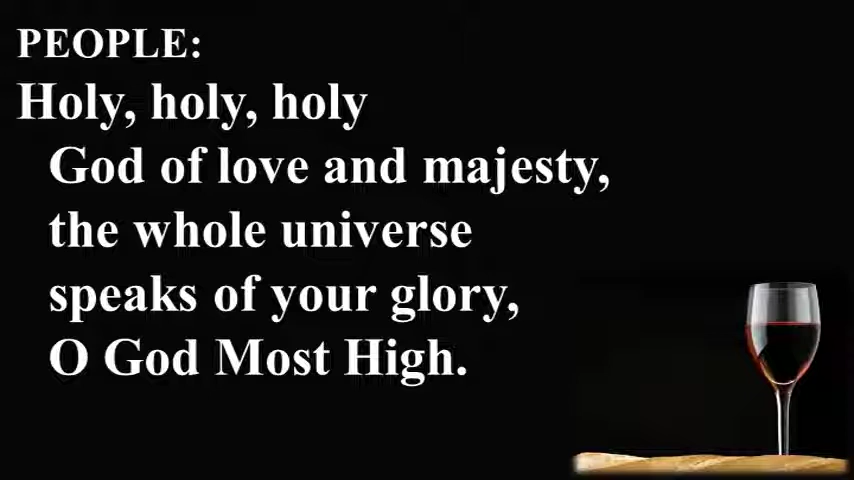 PEOPLE:
Holy, holy, holy
God of love and majesty,
the whole universe
speaks of your glory,
O God Most High.